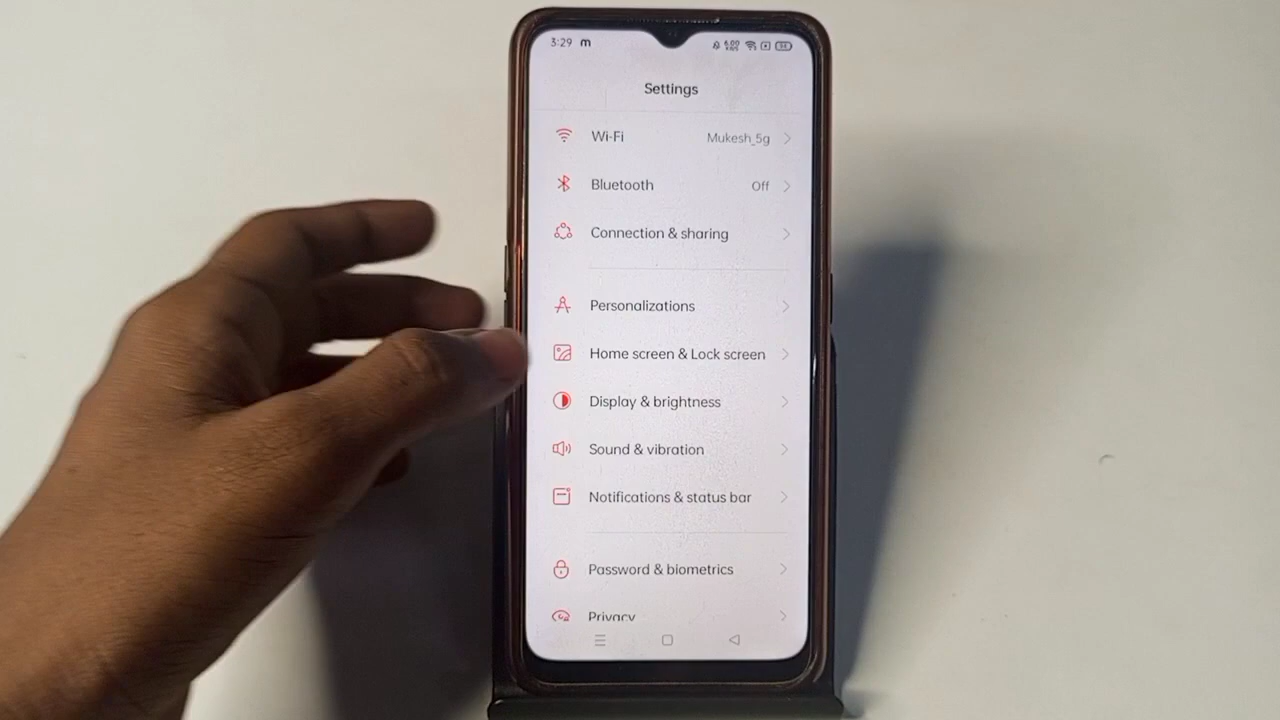 3:29 m
Settings
Wi-Fi Mukesh_5g
Bluetooth Off
Connection & sharing
Personalizations
Home screen & Lock screen
Display & brightness
Sound & vibration
Notifications & status bar
Password & biometrics
Privacy